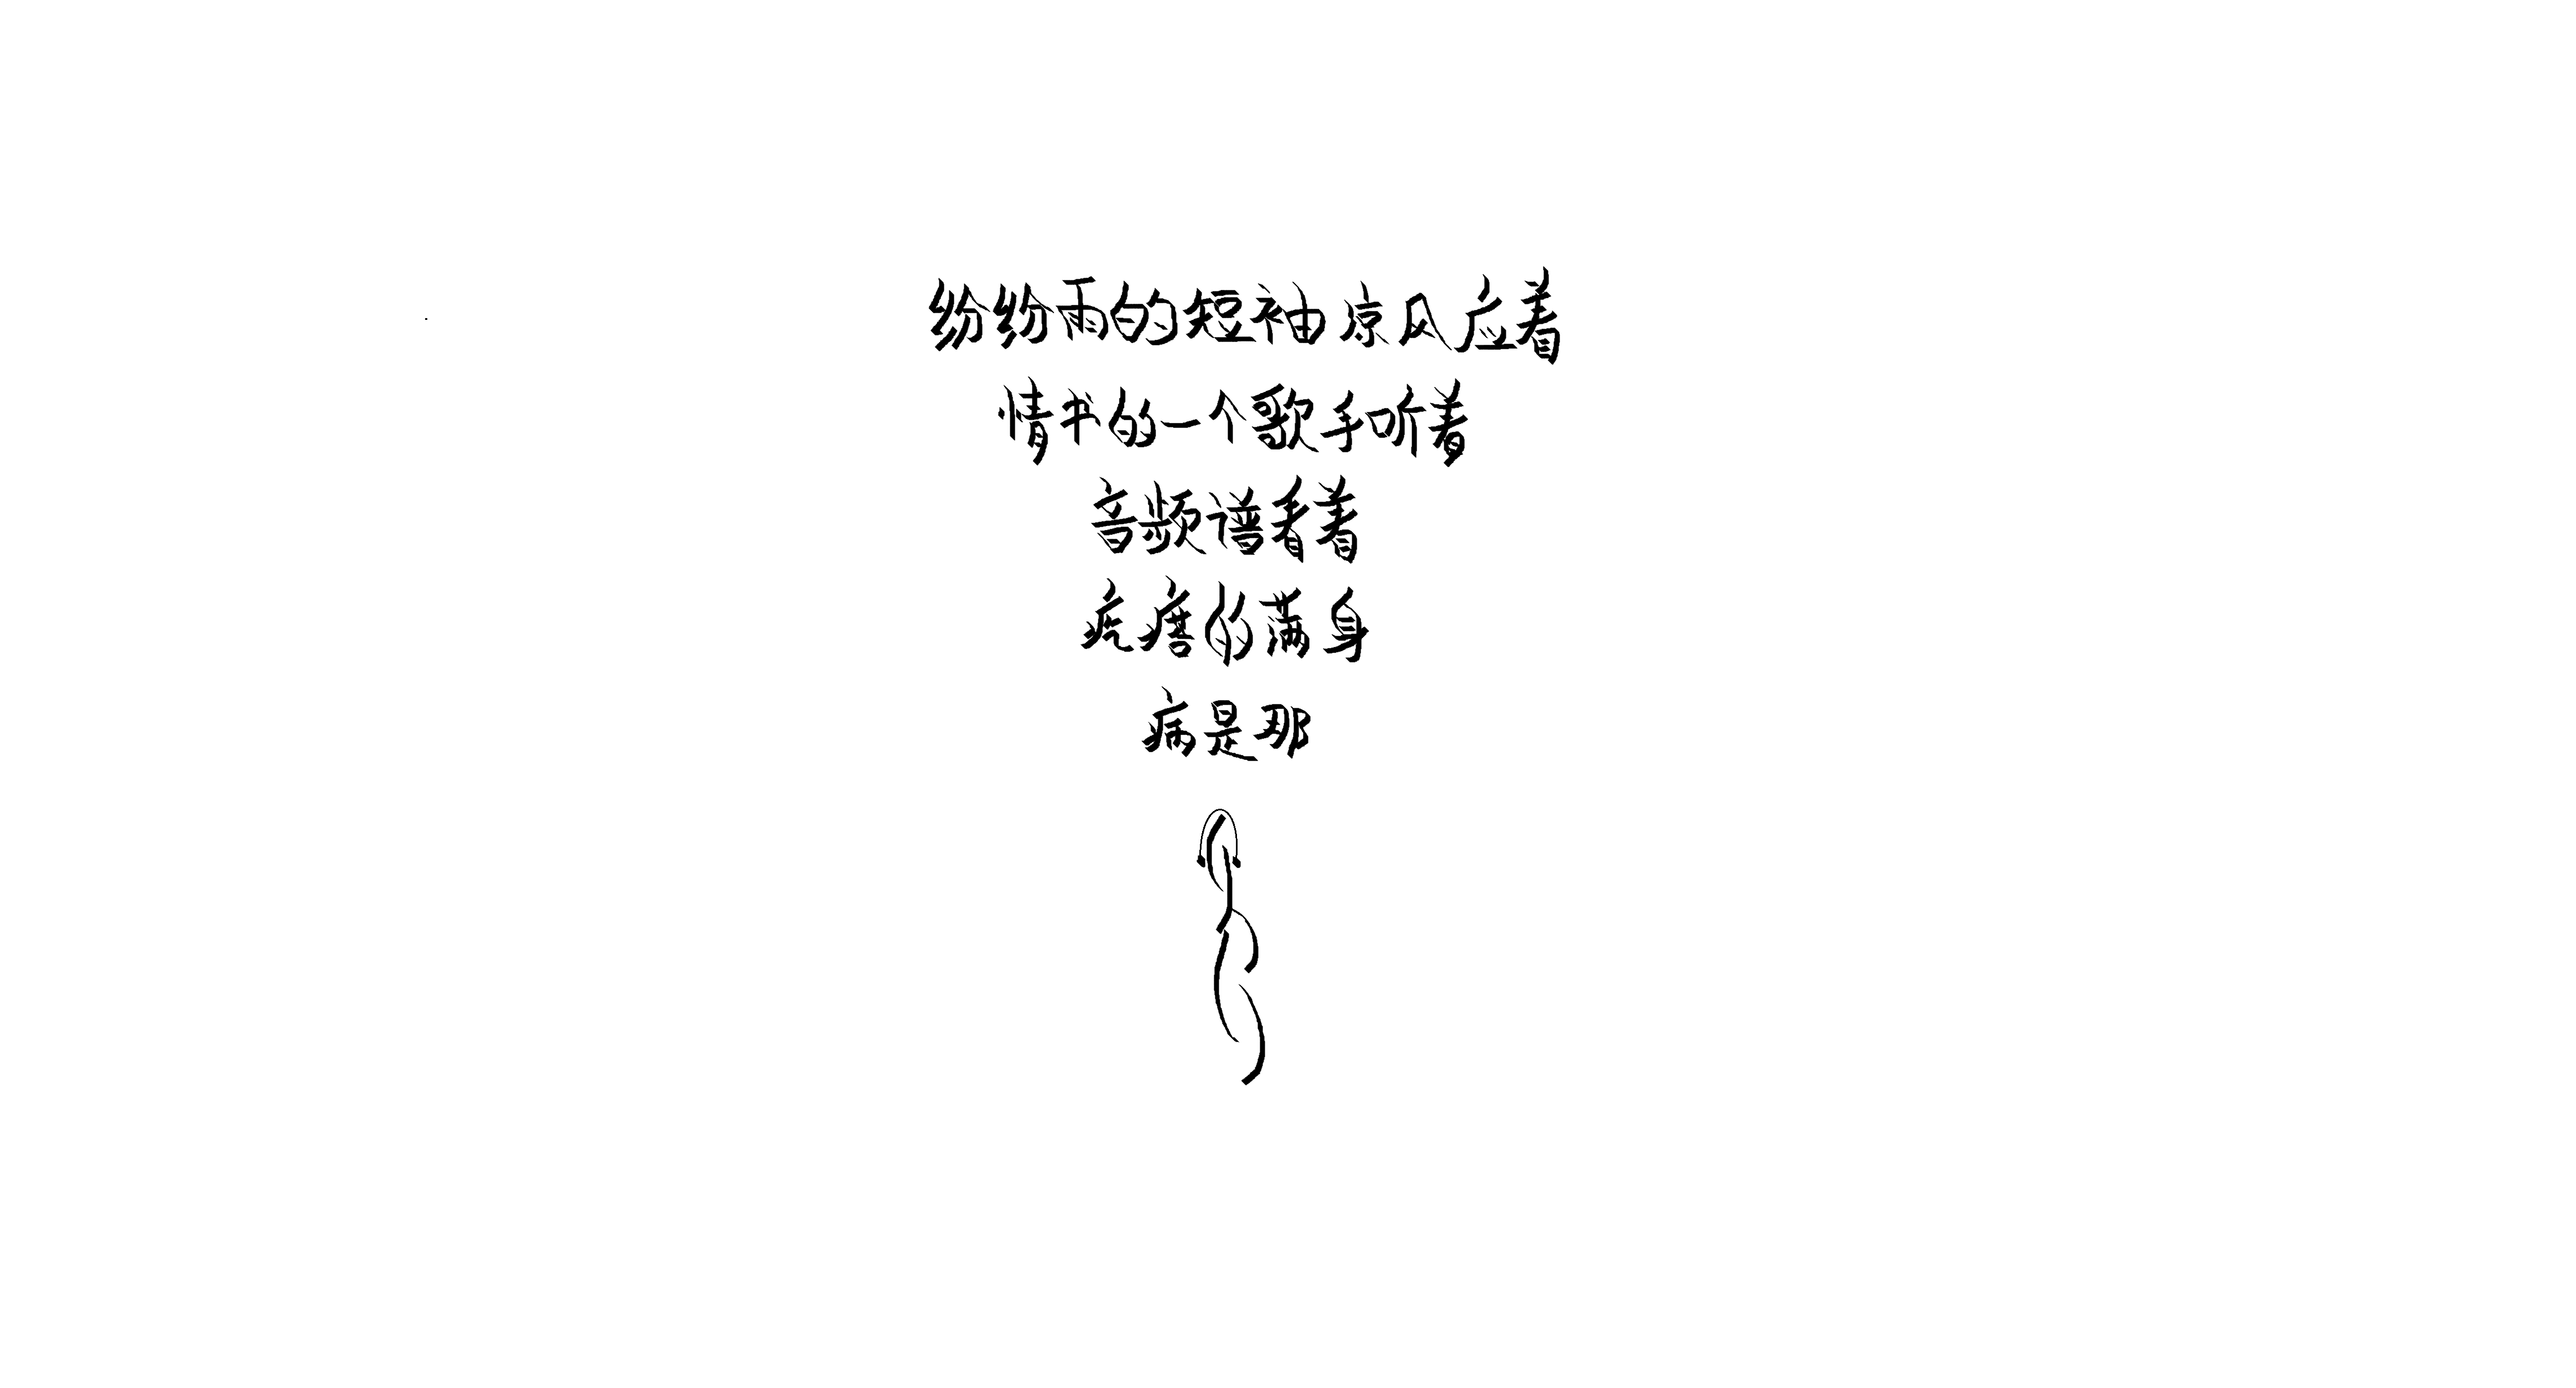 纷纷雨的短袖凉风应着
情书的一个歌手听着
音频谱看着
疙瘩的满身
病是那